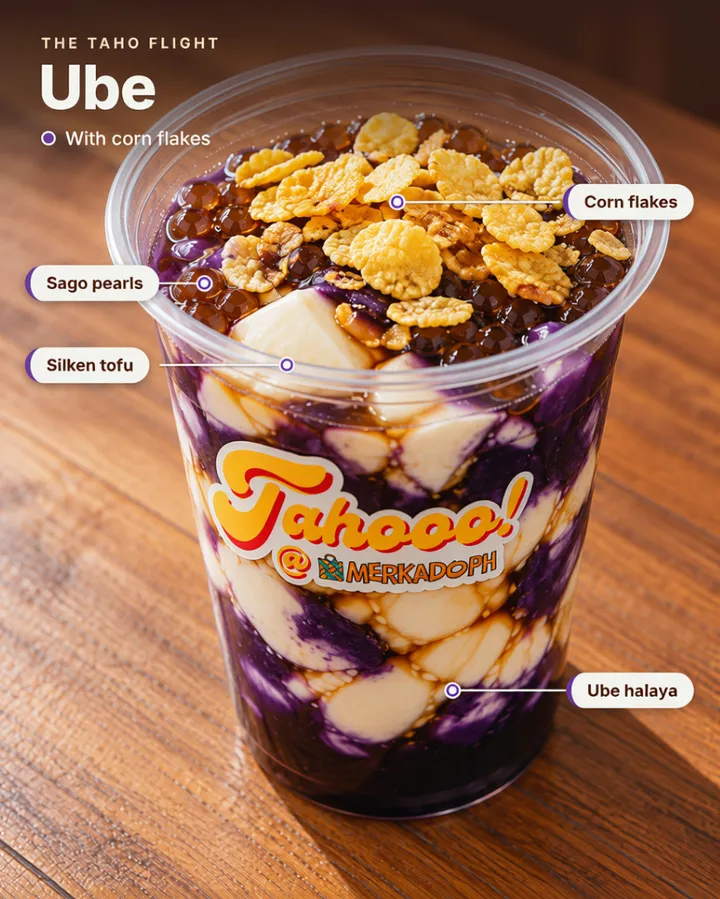 THE TAHO FLIGHT
Ube
With corn flakes
Corn flakes
Sago pearls
Silken tofu
Tahooo!
@ MERKADOPH
Ube halaya